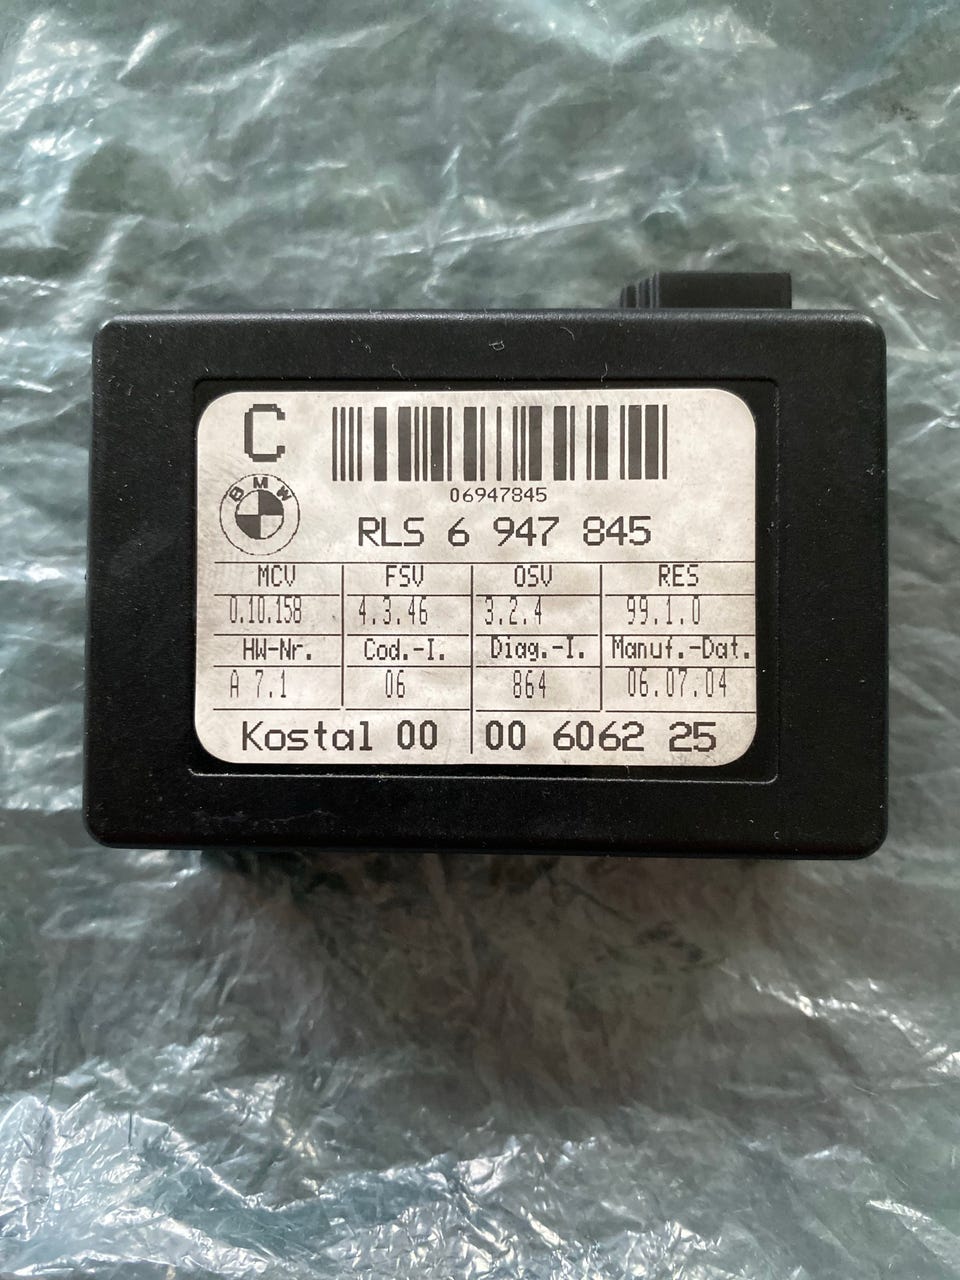 C
BMW
06947845
RLS 6 947 845
MCV FSV OSV RES
0.10.158 4.3.46 3.2.4 99.1.0
HW-Nr. Cod.-I. Diag.-I. Manuf.-Dat.
A 7.1 06 864 06.07.04
Kostal 00 00 6062 25